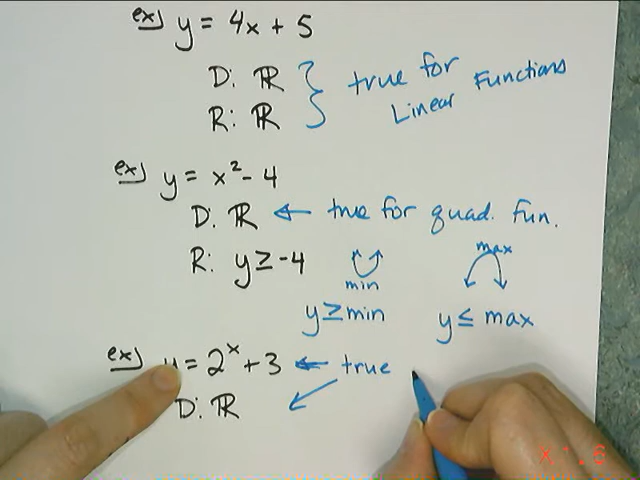 ex) y = 4x + 5
D: ℝ
R: ℝ
true for Linear Functions
ex) y = x² - 4
D: ℝ ← true for quad. fun.
R: y ≥ -4
min
max
y ≥ min
y ≤ max
ex) y = 2ˣ + 3 ← true
D: ℝ